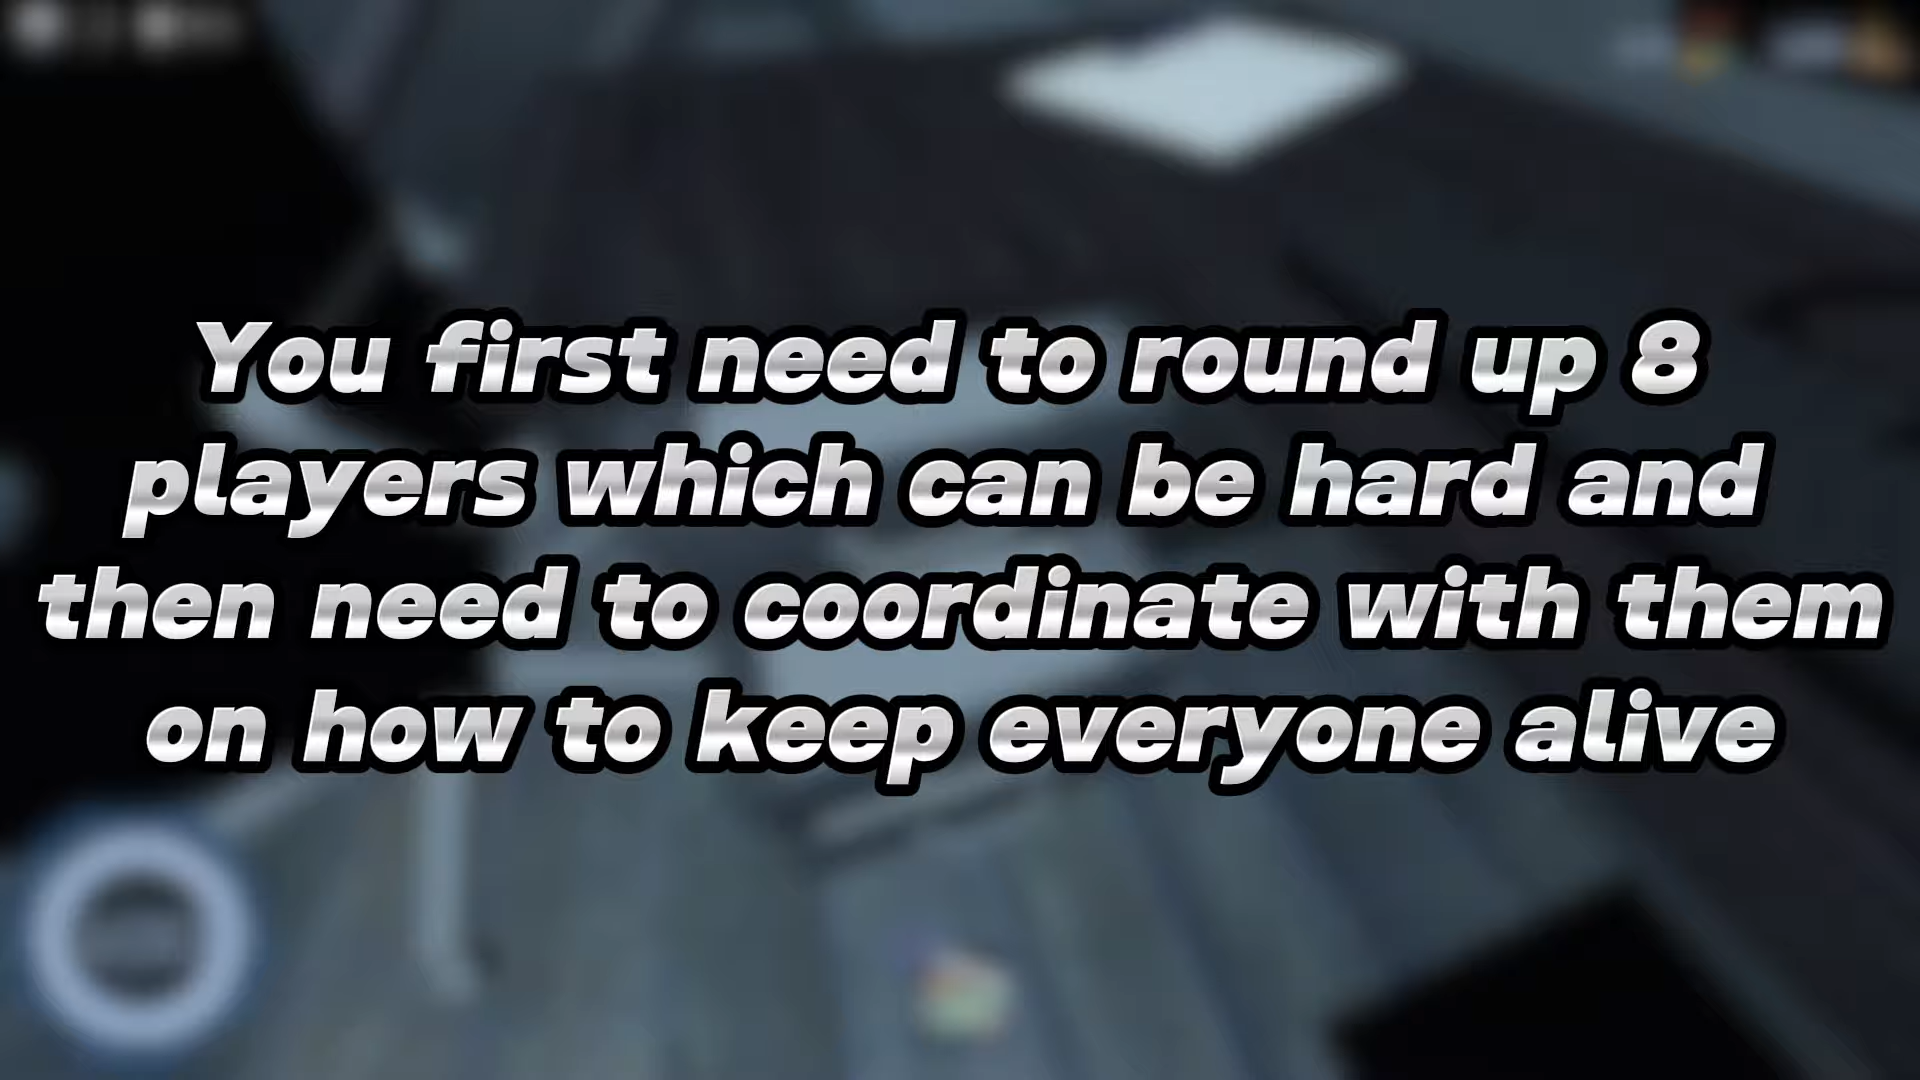 You first need to round up 8
players which can be hard and
then need to coordinate with them
on how to keep everyone alive